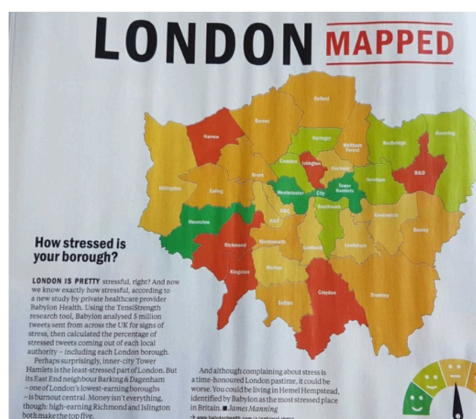 LONDON MAPPED
Enfield
Barnet
Harrow
Haringey
Waltham
Forest
Redbridge
Havering
Camden
Islington
Hackney
B&D
Hillingdon
Ealing
Brent
Westminster
City
Tower
Hamlets
Newham
Hounslow
K&C
H&F
Southwark
Greenwich
Bexley
Richmond
Wandsworth
Lambeth
Lewisham
Kingston
Merton
Sutton
Croydon
Bromley
How stressed is
your borough?
LONDON IS PRETTY stressful, right? And now
we know exactly how stressful, according to
a new study by private healthcare provider
Babylon Health. Using the TensiStrength
research tool, Babylon analysed 5 million
tweets sent from across the UK for signs of
stress, then calculated the percentage of
stressed tweets coming out of each local
authority – including each London borough.
Perhaps surprisingly, inner-city Tower
Hamlets is the least-stressed part of London. But
its East End neighbour Barking & Dagenham
– one of London's lowest-earning boroughs
– is burnout central. Money isn't everything,
though: high-earning Richmond and Islington
both make the top five.
And although complaining about stress is
a time-honoured London pastime, it could be
worse. You could be living in Hemel Hempstead,
identified by Babylon as the most stressed place
in Britain. ■ James Manning